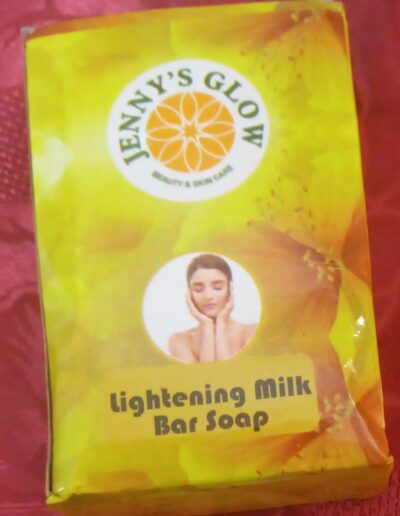 JENNY'S GLOW
BEAUTY & SKIN CARE
Lightening Milk
Bar Soap